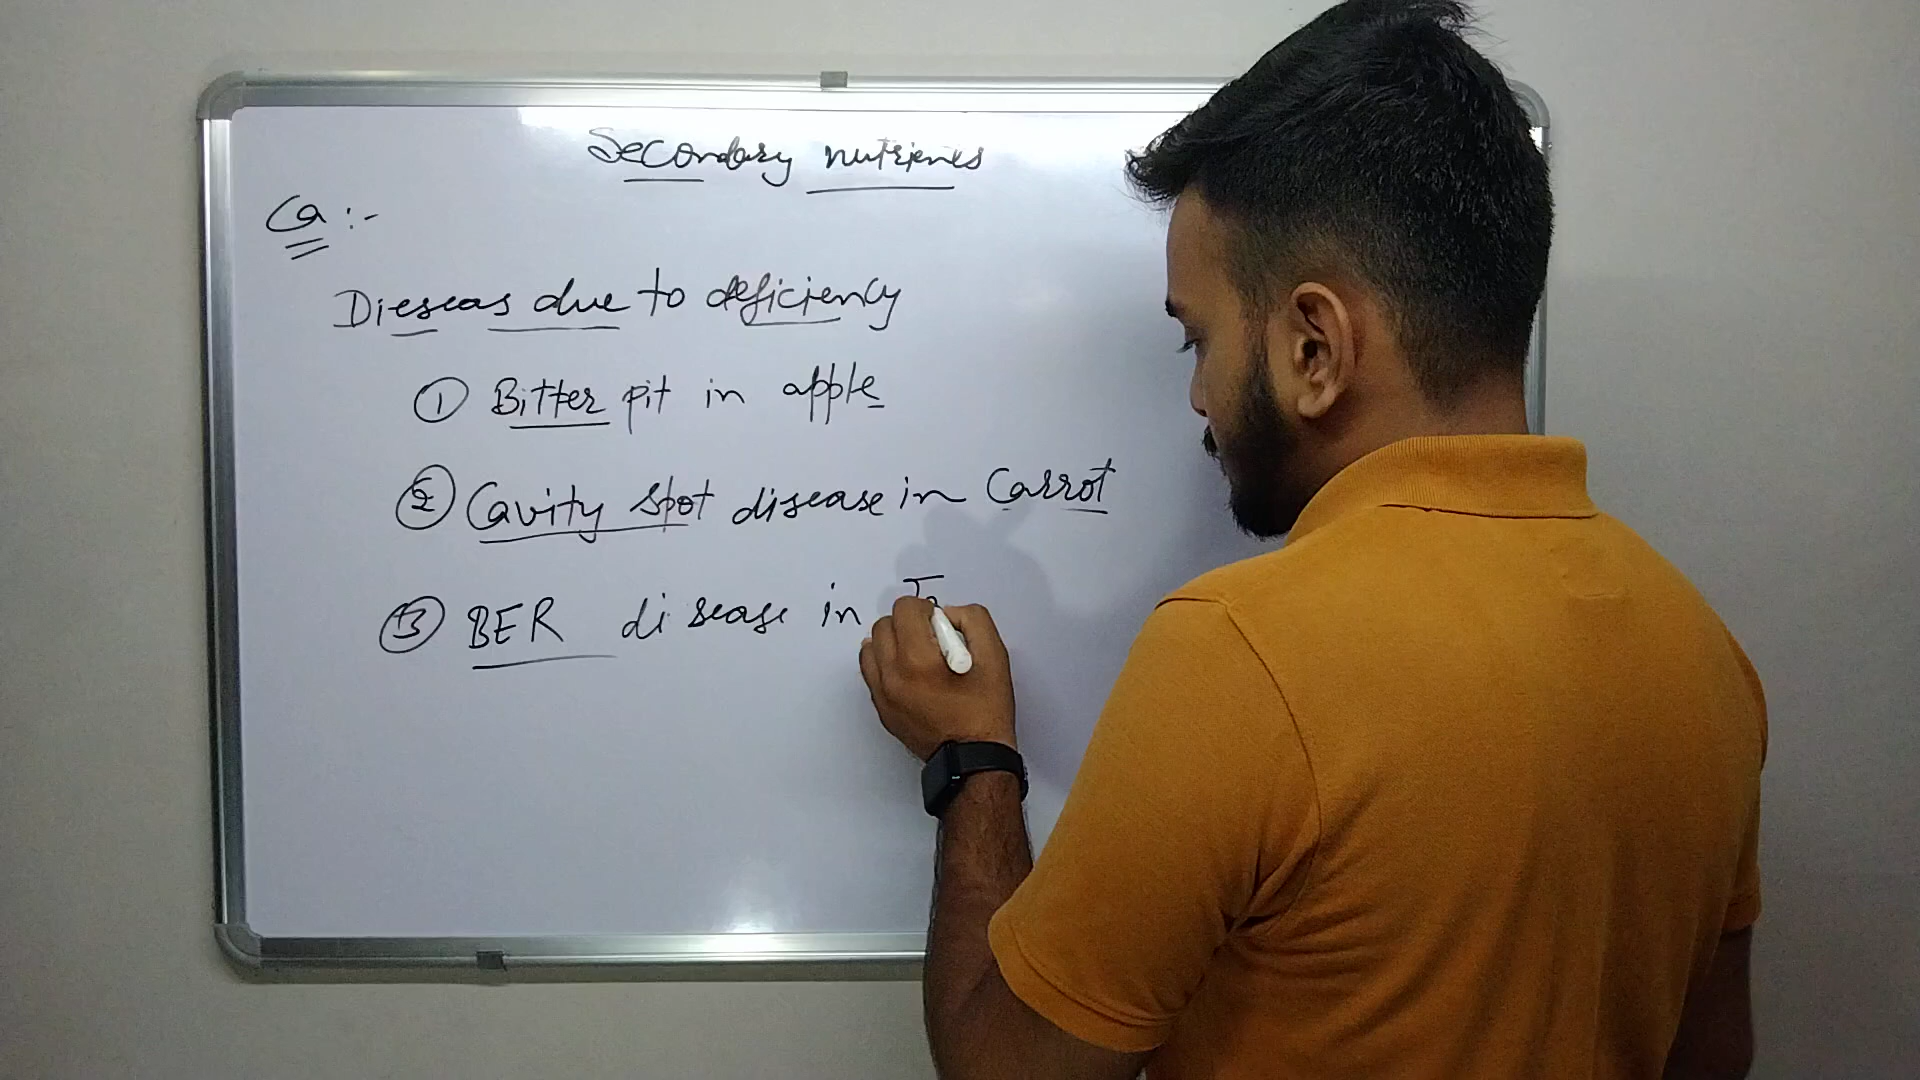 Secondary nutrients
Ca :-
Dieseas due to deficiency
① Bitter pit in apple
② Cavity spot disease in Carrot
③ BER disease in To